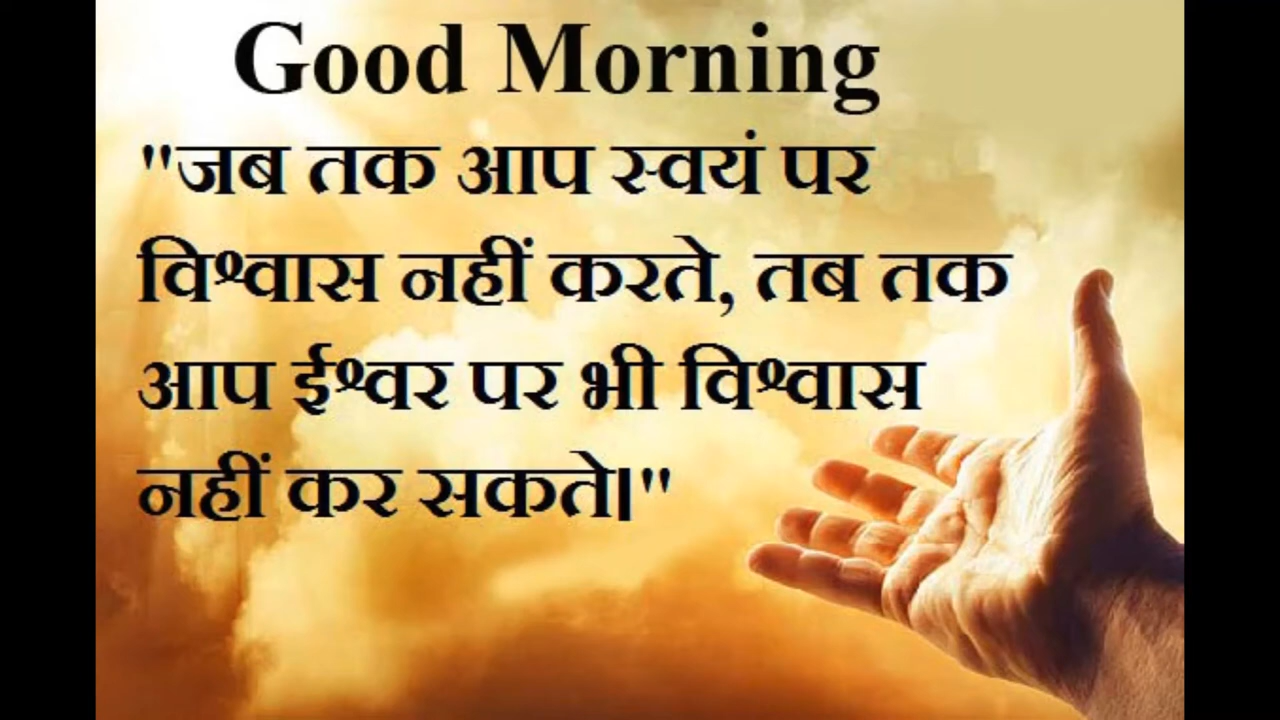 Good Morning
"जब तक आप स्वयं पर
विश्वास नहीं करते, तब तक
आप ईश्वर पर भी विश्वास
नहीं कर सकते।"